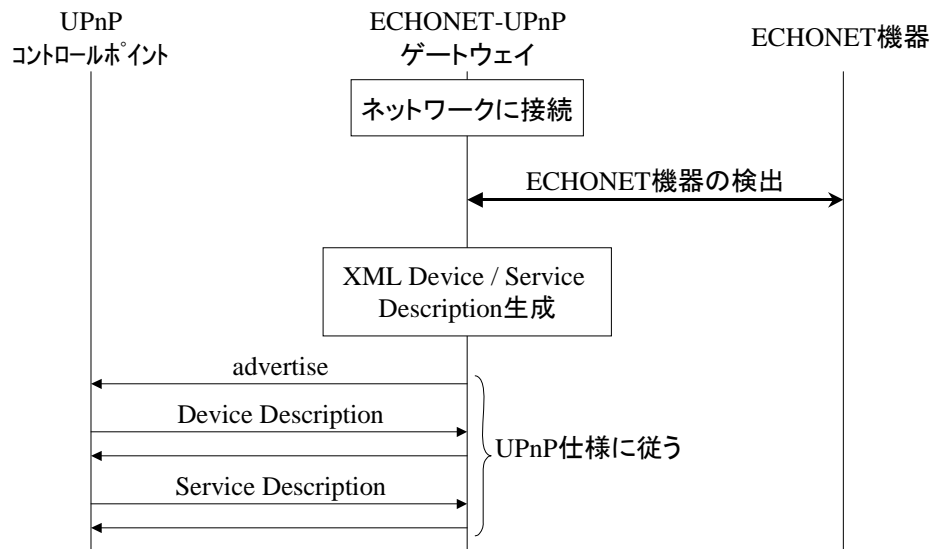 UPnP
コントロールポイント
ECHONET-UPnP
ゲートウェイ
ECHONET機器
ネットワークに接続
ECHONET機器の検出
XML Device / Service
Description生成
advertise
Device Description
UPnP仕様に従う
Service Description